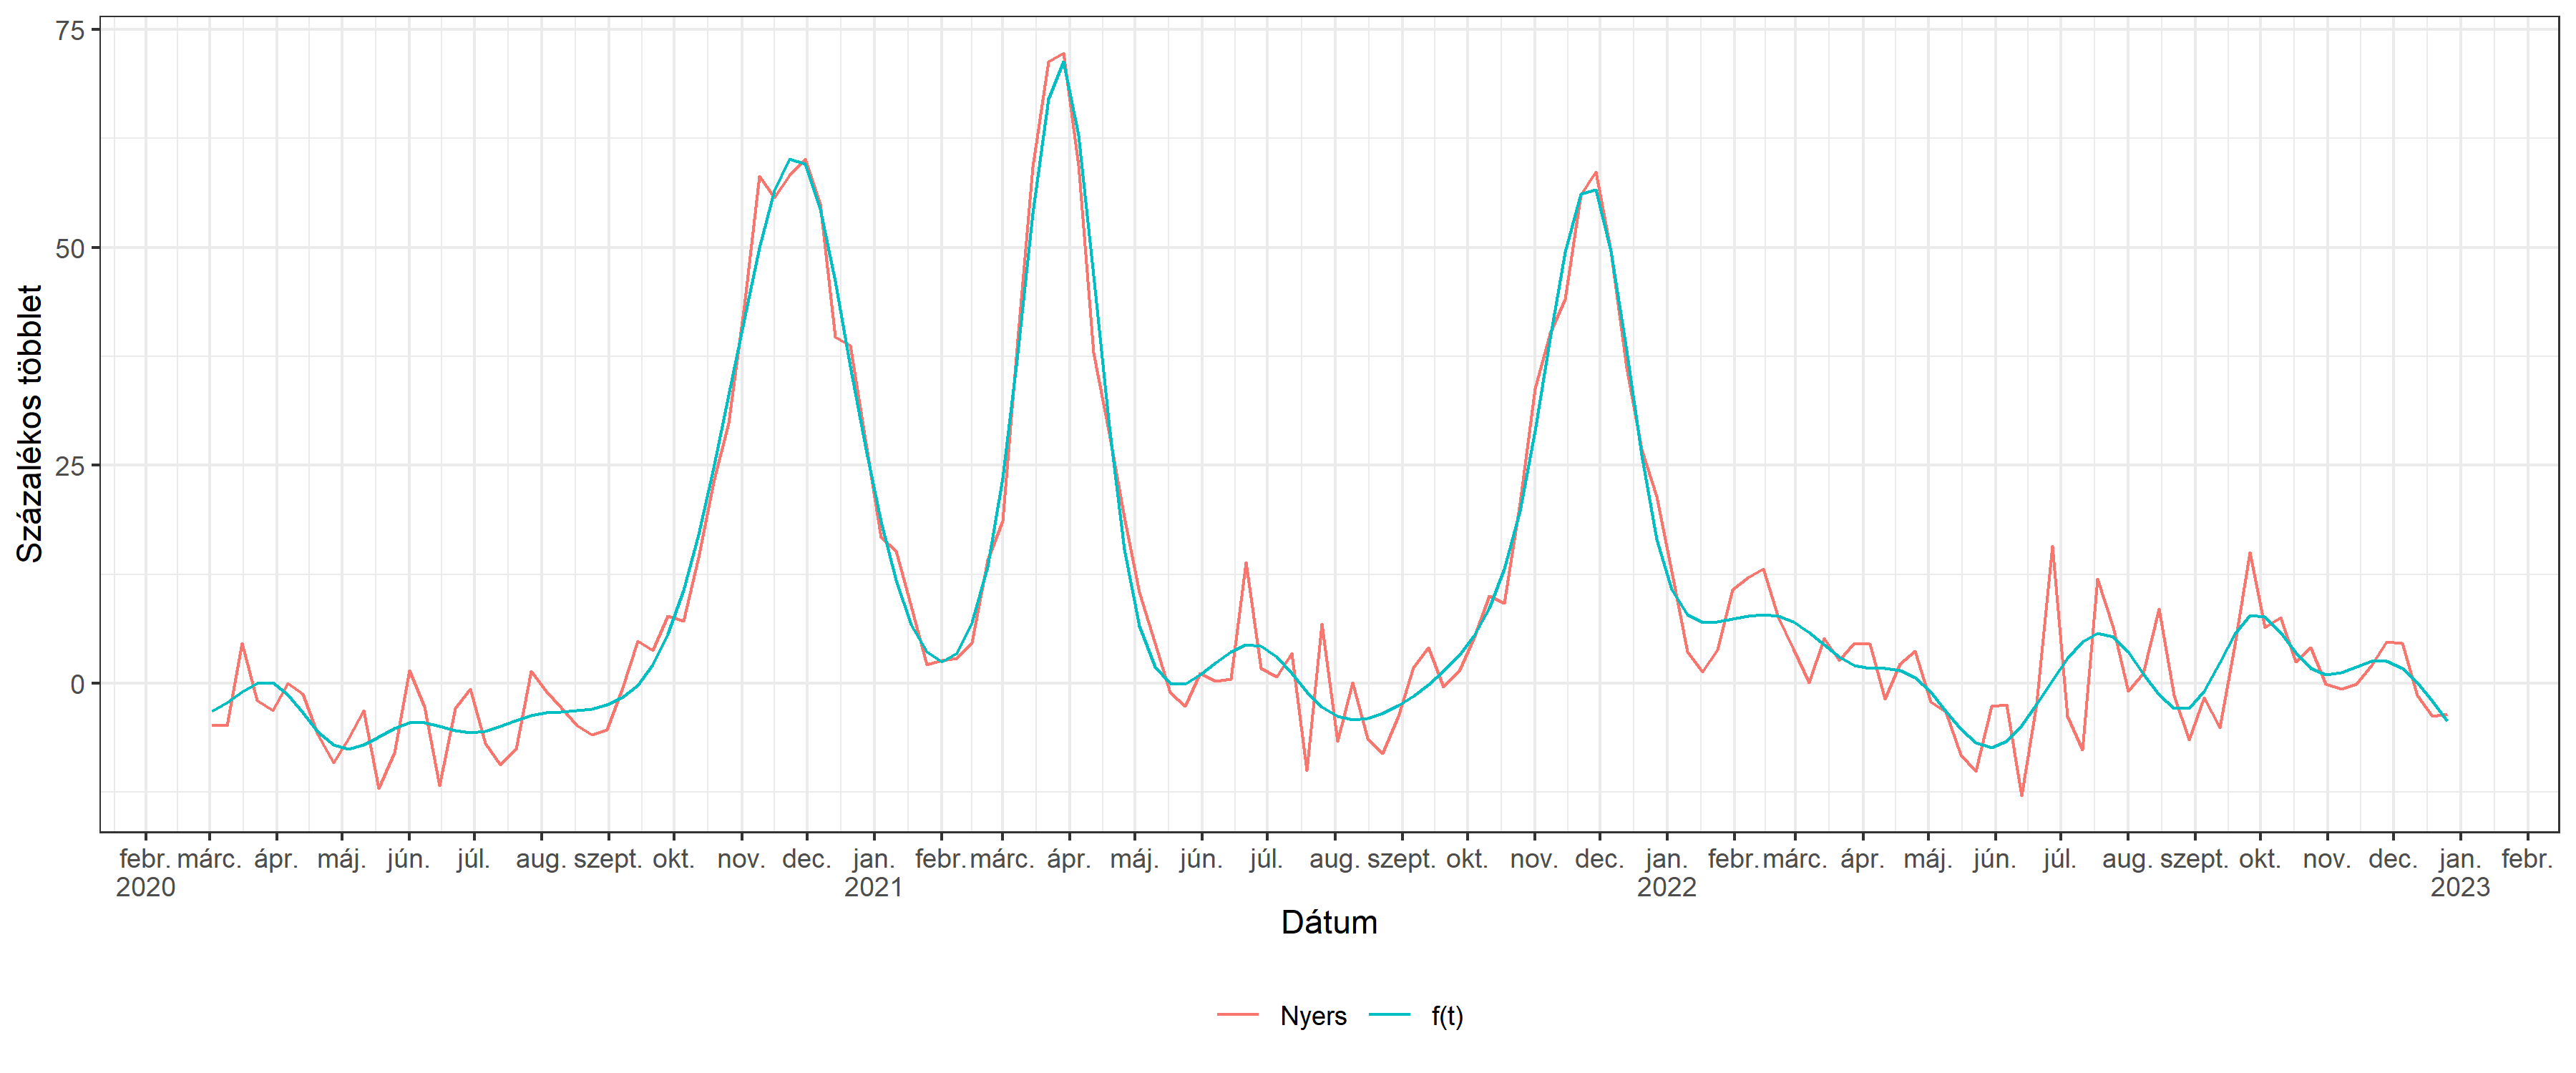 75
50
25
0
Százalékos többlet
febr. márc. ápr. máj. jún. júl. aug. szept. okt. nov. dec. jan. febr. márc. ápr. máj. jún. júl. aug. szept. okt. nov. dec. jan. febr. márc. ápr. máj. jún. júl. aug. szept. okt. nov. dec. jan. febr.
2020 2021 2022 2023
Dátum
Nyers f(t)